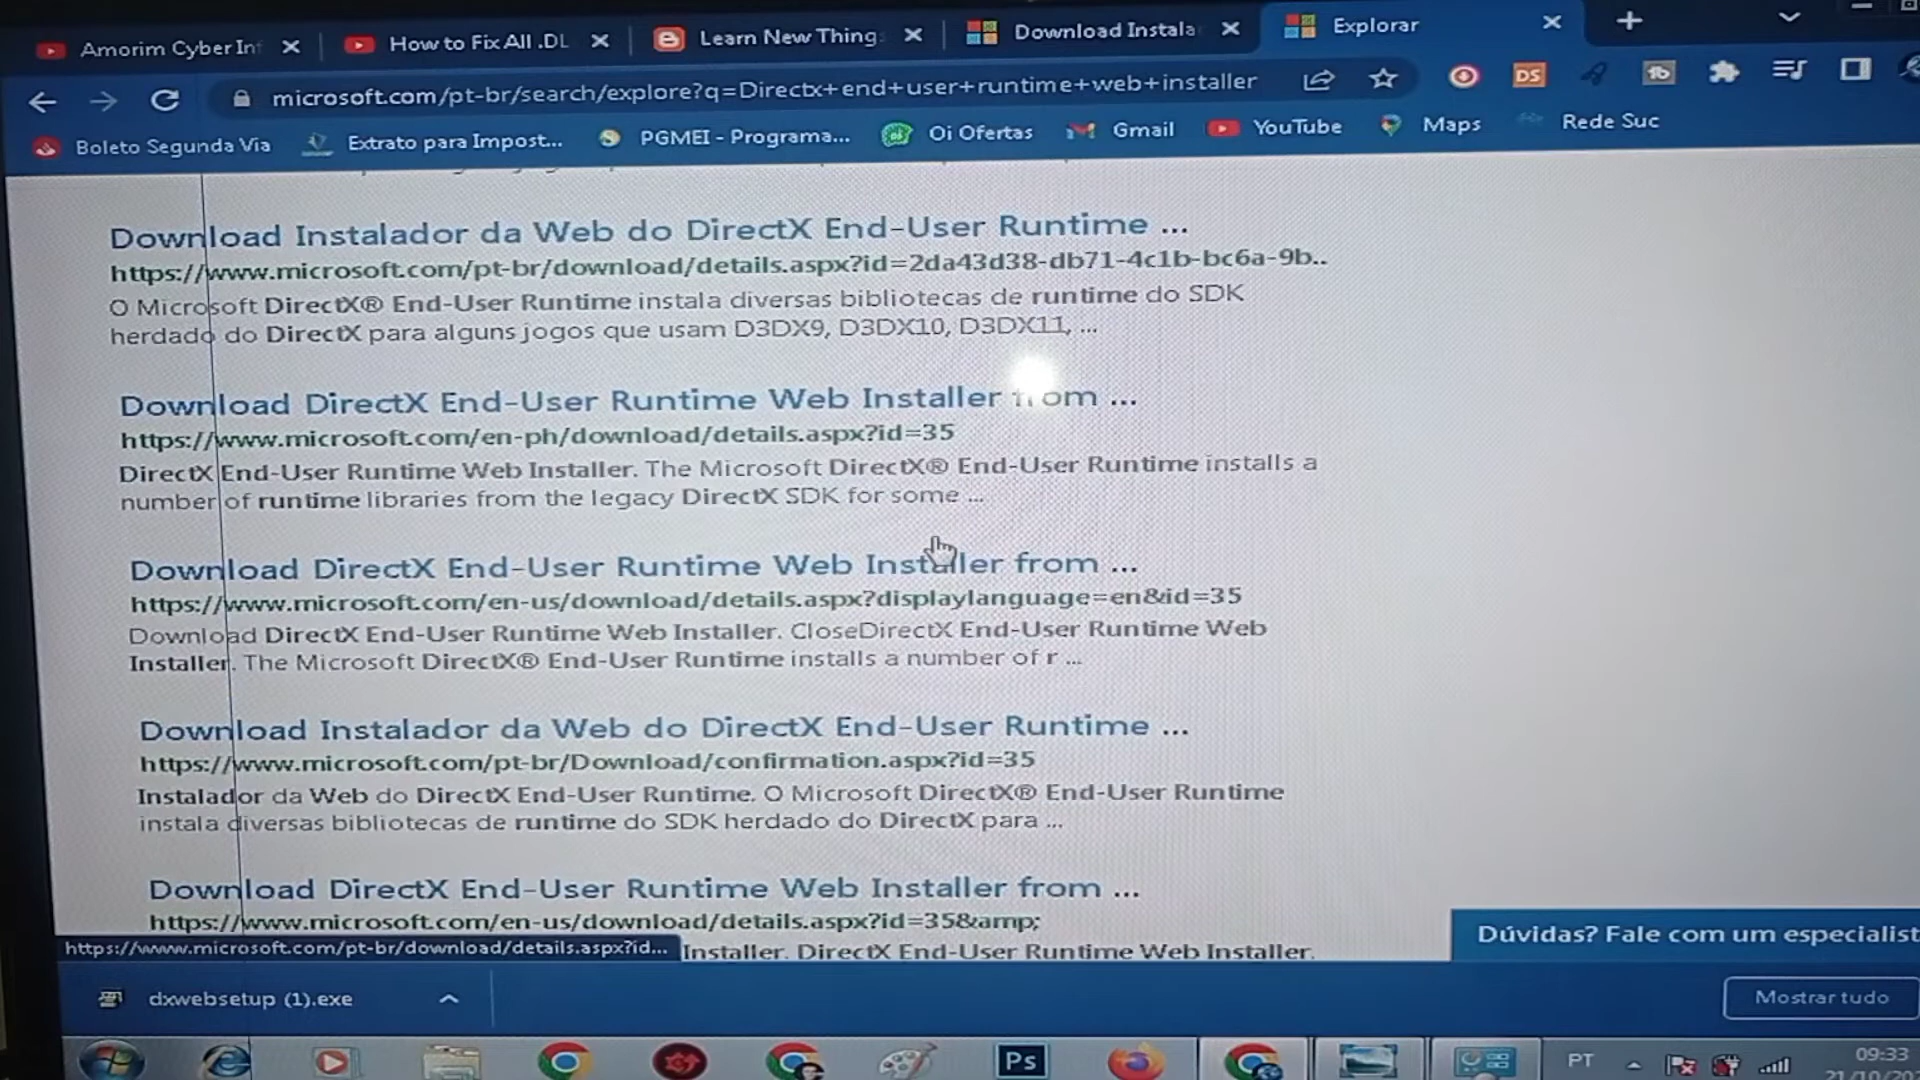 Amorim Cyber Inf
How to Fix All .DL
Learn New Thing
Download Instala
Explorar
microsoft.com/pt-br/search/explore?q=Directx+end+user+runtime+web+installer
DS
Boleto Segunda Via
Extrato para Impost...
PGMEI - Programa...
Oi Ofertas
Gmail
YouTube
Maps
Rede Suc
Download Instalador da Web do DirectX End-User Runtime ...
https://www.microsoft.com/pt-br/download/details.aspx?id=2da43d38-db71-4c1b-bc6a-9b..
O Microsoft DirectX® End-User Runtime instala diversas bibliotecas de runtime do SDK
herdado do DirectX para alguns jogos que usam D3DX9, D3DX10, D3DX11, ...
Download DirectX End-User Runtime Web Installer from ...
https://www.microsoft.com/en-ph/download/details.aspx?id=35
DirectX End-User Runtime Web Installer. The Microsoft DirectX® End-User Runtime installs a
number of runtime libraries from the legacy DirectX SDK for some ...
Download DirectX End-User Runtime Web Installer from ...
https://www.microsoft.com/en-us/download/details.aspx?displaylanguage=en&id=35
Download DirectX End-User Runtime Web Installer. CloseDirectX End-User Runtime Web
Installer. The Microsoft DirectX® End-User Runtime installs a number of r ...
Download Instalador da Web do DirectX End-User Runtime ...
https://www.microsoft.com/pt-br/Download/confirmation.aspx?id=35
Instalador da Web do DirectX End-User Runtime. O Microsoft DirectX® End-User Runtime
instala diversas bibliotecas de runtime do SDK herdado do DirectX para ...
Download DirectX End-User Runtime Web Installer from ...
https://www.microsoft.com/en-us/download/details.aspx?id=35&amp;
https://www.microsoft.com/pt-br/download/details.aspx?id...
Installer. DirectX End-User Runtime Web Installer.
Dúvidas? Fale com um especialist
dxwebsetup (1).exe
Mostrar tudo
Ps
PT
09:33
21/10/20